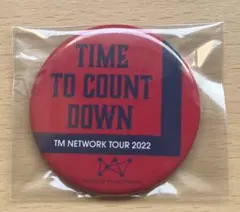 TIME
TO COUNT
DOWN
TM NETWORK TOUR 2022